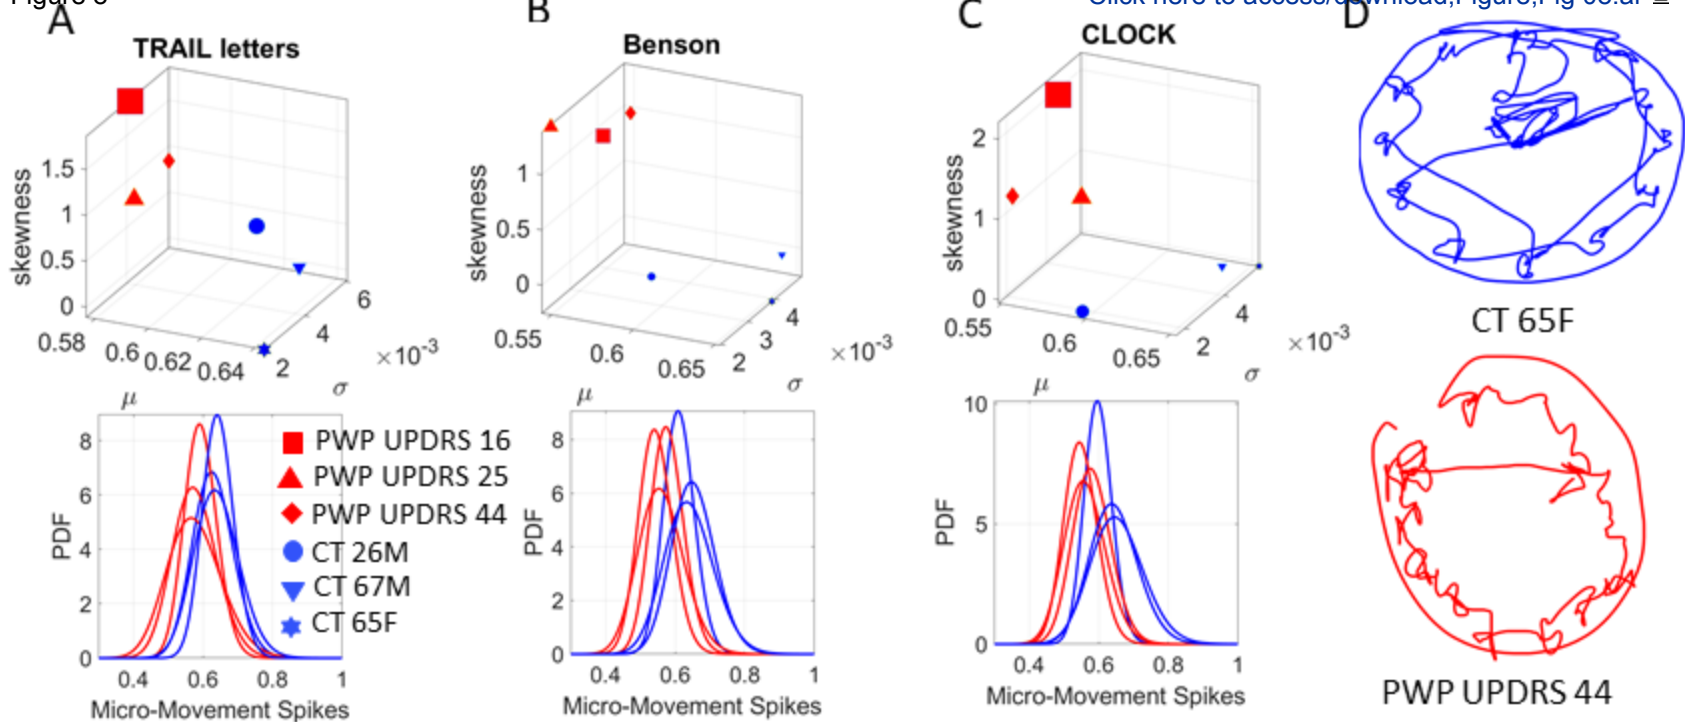 A
TRAIL letters
skewness
1.5
1
0.5
0
0.58
0.6
0.62
0.64
2
4
6
×10⁻³
μ
σ
PDF
8
6
4
2
0
0.4
0.6
0.8
1
Micro-Movement Spikes
PWP UPDRS 16
PWP UPDRS 25
PWP UPDRS 44
CT 26M
CT 67M
CT 65F
B
Benson
skewness
1
0.5
0
0.55
0.6
0.65
2
3
4
×10⁻³
μ
σ
PDF
8
6
4
2
0
0.4
0.6
0.8
1
Micro-Movement Spikes
C
CLOCK
skewness
2
1
0
0.55
0.6
0.65
2
4
×10⁻³
μ
σ
PDF
10
5
0
0.4
0.6
0.8
1
Micro-Movement Spikes
D
12
CT 65F
PWP UPDRS 44